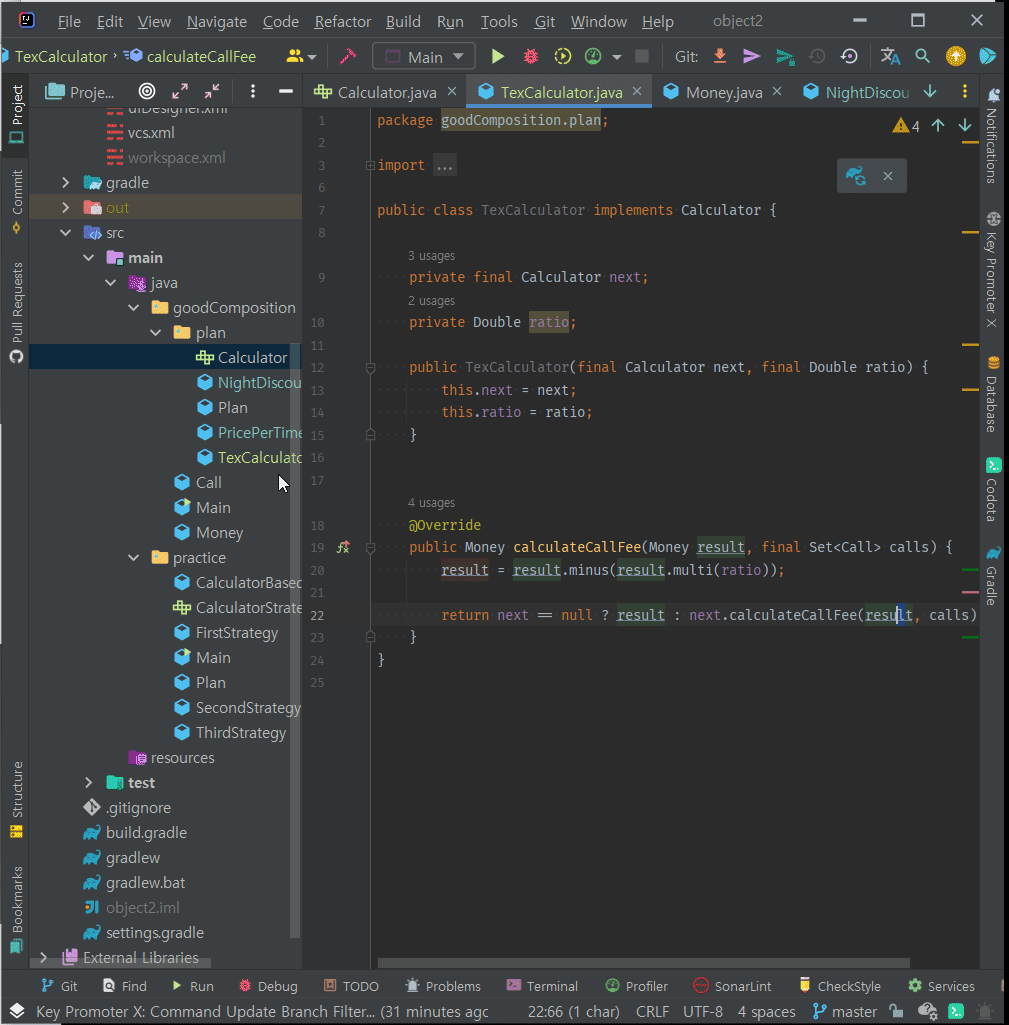 File Edit View Navigate Code Refactor Build Run Tools Git Window Help object2
TexCalculator calculateCallFee Main Git:
Proje... Calculator.java TexCalculator.java Money.java NightDiscou
Project
Commit
Pull Requests
Structure
Bookmarks
uiDesigner.xml
vcs.xml
workspace.xml
gradle
out
src
main
java
goodComposition
plan
Calculator
NightDiscou
Plan
PricePerTime
TexCalculato
Call
Main
Money
practice
CalculatorBased
CalculatorStrate
FirstStrategy
Main
Plan
SecondStrategy
ThirdStrategy
resources
test
.gitignore
build.gradle
gradlew
gradlew.bat
object2.iml
settings.gradle
External Libraries
4
1 package goodComposition.plan;
2
3 import ...
6
7 public class TexCalculator implements Calculator {
8
3 usages
9 private final Calculator next;
2 usages
10 private Double ratio;
11
12 public TexCalculator(final Calculator next, final Double ratio) {
13 this.next = next;
14 this.ratio = ratio;
15 }
16
17
4 usages
18 @Override
19 public Money calculateCallFee(Money result, final Set<Call> calls) {
20 result = result.minus(result.multi(ratio));
21
22 return next == null ? result : next.calculateCallFee(result, calls)
23 }
24 }
25
Notifications
Key Promoter X
Database
Codota
Gradle
Git Find Run Debug TODO Problems Terminal Profiler SonarLint CheckStyle Services
Key Promoter X: Command Update Branch Filter... (31 minutes agc 22:66 (1 char) CRLF UTF-8 4 spaces master